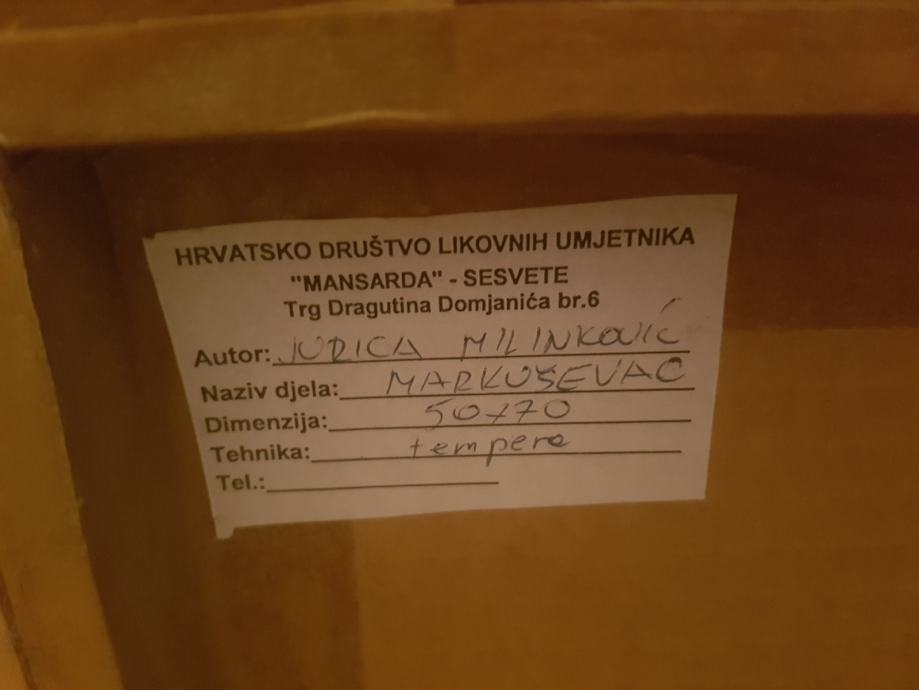 HRVATSKO DRUŠTVO LIKOVNIH UMJETNIKA
"MANSARDA" - SESVETE
Trg Dragutina Domjanića br.6
Autor: JURICA MILINKOVIĆ
Naziv djela: MARKUŠEVAC
Dimenzija: 50x70
Tehnika: tempera
Tel.: